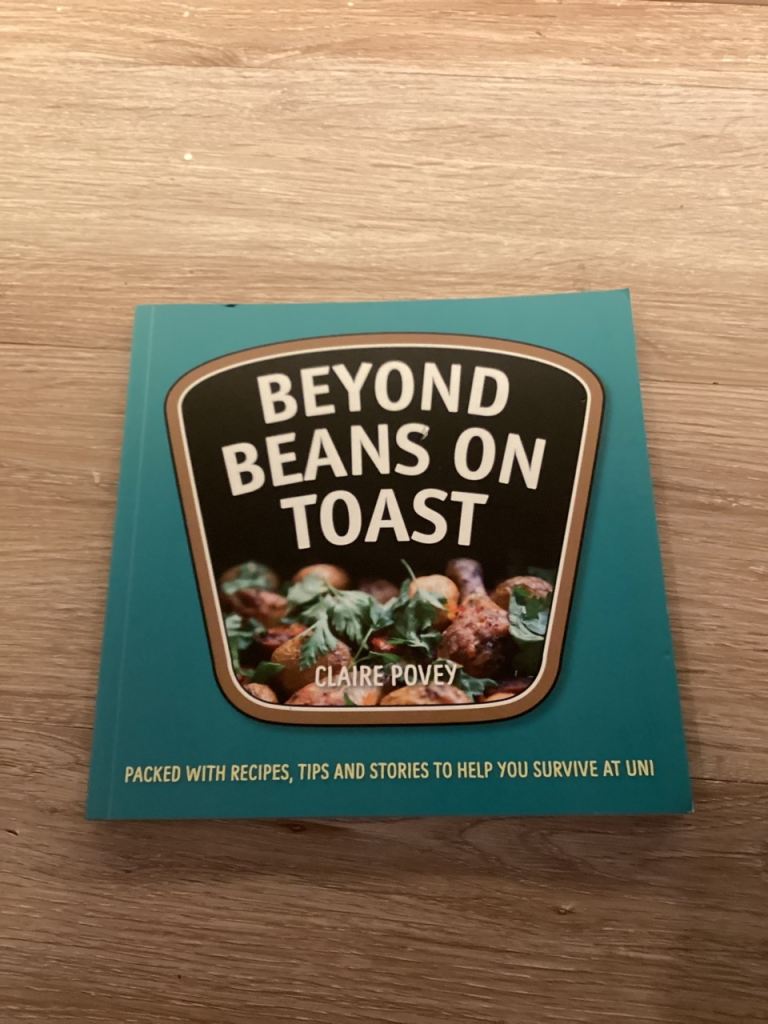 BEYOND
BEANS ON
TOAST
CLAIRE POVEY
PACKED WITH RECIPES, TIPS AND STORIES TO HELP YOU SURVIVE AT UNI